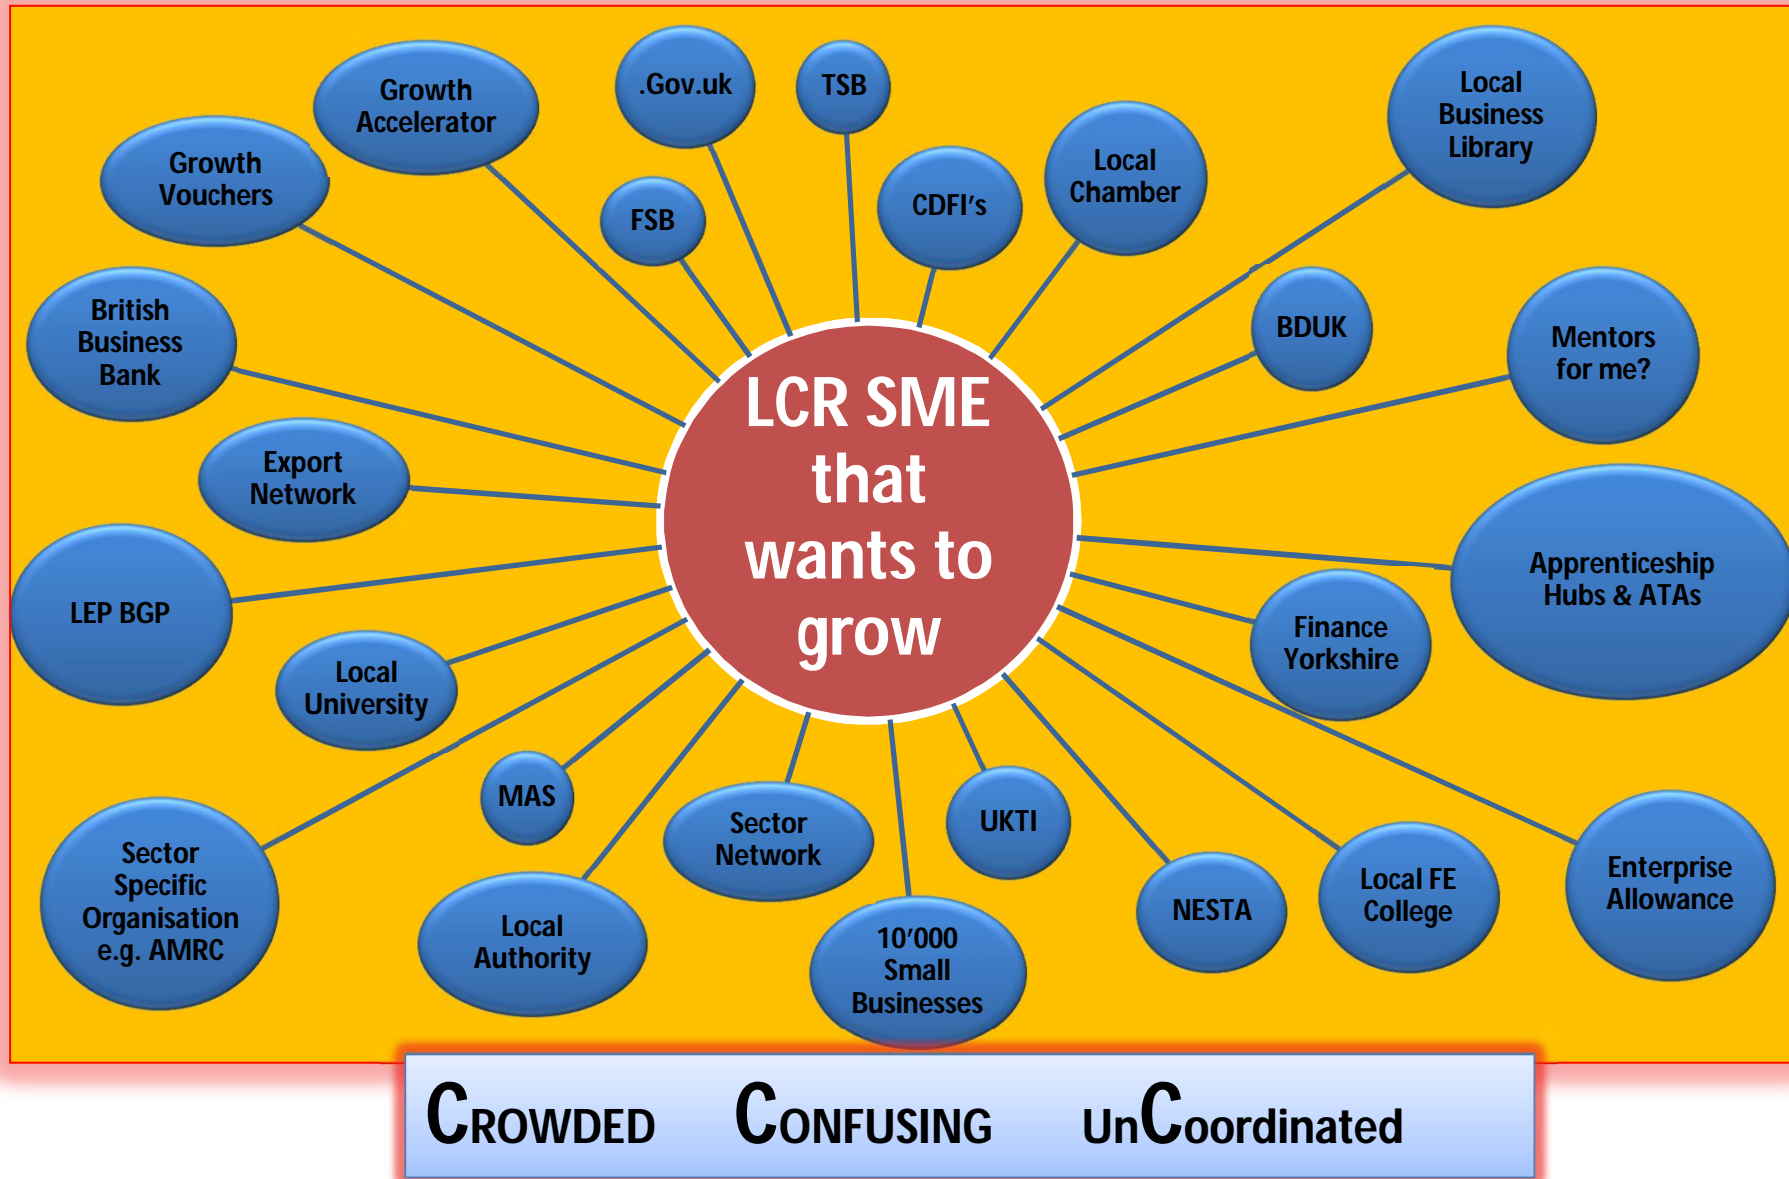 Growth
Accelerator
.Gov.uk
TSB
Local
Business
Library
Growth
Vouchers
FSB
CDFI's
Local
Chamber
British
Business
Bank
BDUK
Mentors
for me?
LCR SME
that
wants to
grow
Export
Network
Apprenticeship
Hubs & ATAs
LEP BGP
Finance
Yorkshire
Local
University
MAS
Sector
Network
UKTI
Sector
Specific
Organisation
e.g. AMRC
Local
Authority
10'000
Small
Businesses
NESTA
Local FE
College
Enterprise
Allowance
CROWDED CONFUSING UnCoordinated